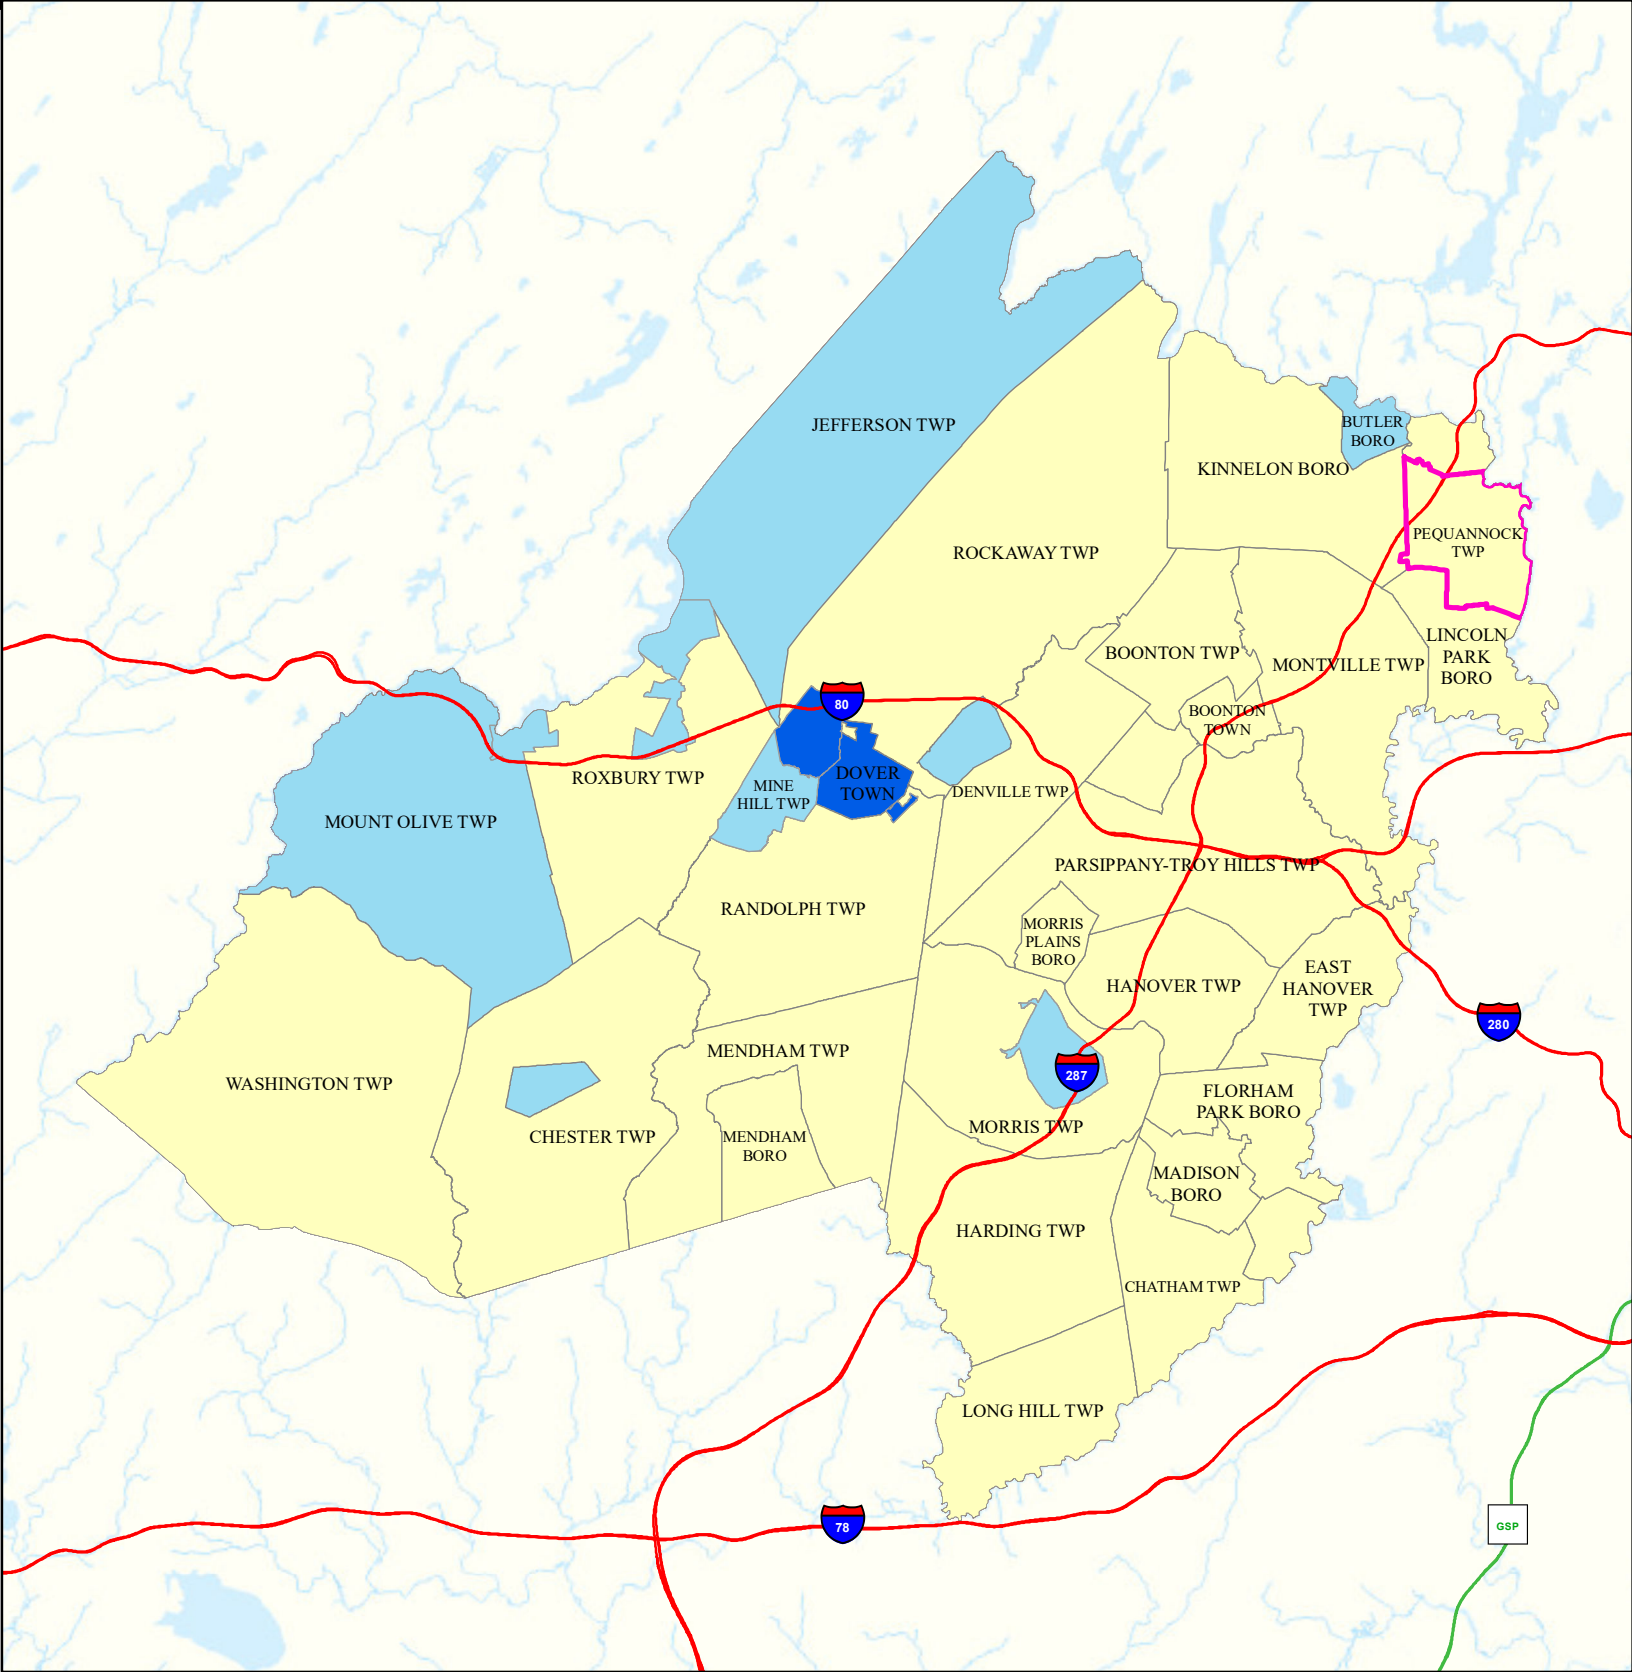 JEFFERSON TWP
BUTLER
BORO
KINNELON BORO
PEQUANNOCK
TWP
ROCKAWAY TWP
LINCOLN
PARK
BORO
BOONTON TWP
MONTVILLE TWP
80
BOONTON
TOWN
ROXBURY TWP
MINE
HILL TWP
DOVER
TOWN
DENVILLE TWP
MOUNT OLIVE TWP
PARSIPPANY-TROY HILLS TWP
RANDOLPH TWP
MORRIS
PLAINS
BORO
EAST
HANOVER
TWP
HANOVER TWP
280
MENDHAM TWP
287
WASHINGTON TWP
FLORHAM
PARK BORO
CHESTER TWP
MENDHAM
BORO
MORRIS TWP
MADISON
BORO
HARDING TWP
CHATHAM TWP
LONG HILL TWP
78
GSP